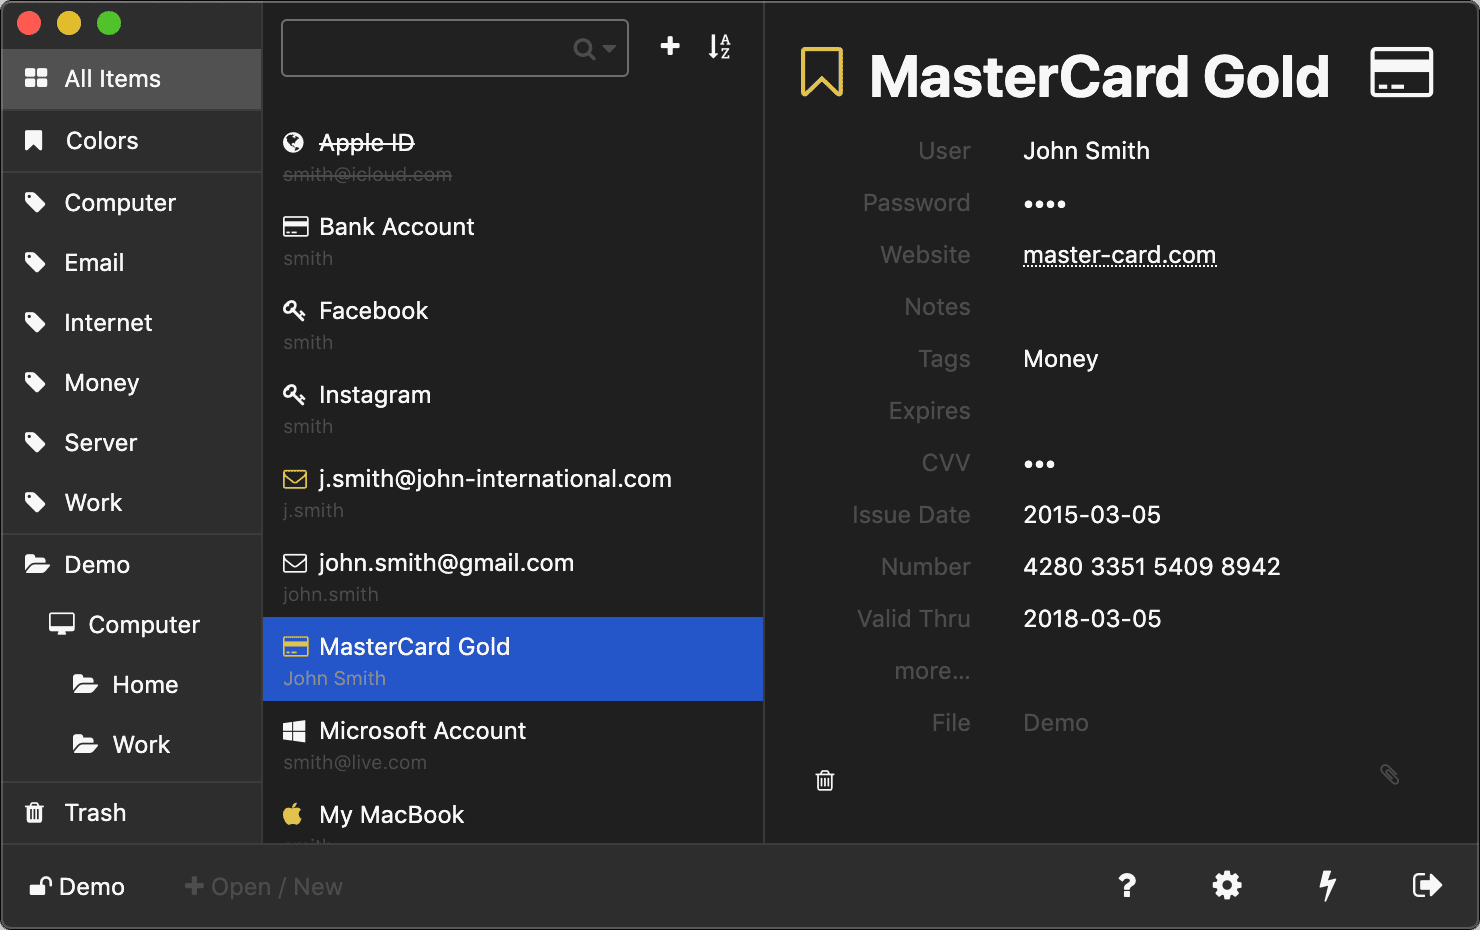 All Items
Colors
Computer
Email
Internet
Money
Server
Work
Demo
Computer
Home
Work
Trash
Apple ID
smith@icloud.com
Bank Account
smith
Facebook
smith
Instagram
smith
j.smith@john-international.com
j.smith
john.smith@gmail.com
john.smith
MasterCard Gold
John Smith
Microsoft Account
smith@live.com
My MacBook
smith
MasterCard Gold
User John Smith
Password ••••
Website master-card.com
Notes
Tags Money
Expires
CVV •••
Issue Date 2015-03-05
Number 4280 3351 5409 8942
Valid Thru 2018-03-05
more...
File Demo
Demo
+ Open / New
?